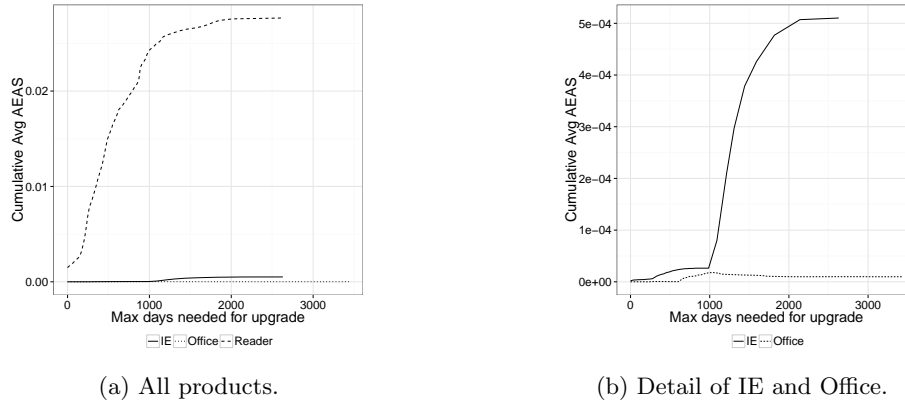 Cumulative Avg AEAS
0.02
0.01
0.00
0 1000 2000 3000
Max days needed for upgrade
IE Office Reader
(a) All products.
Cumulative Avg AEAS
5e−04
4e−04
3e−04
2e−04
1e−04
0e+00
0 1000 2000 3000
Max days needed for upgrade
IE Office
(b) Detail of IE and Office.